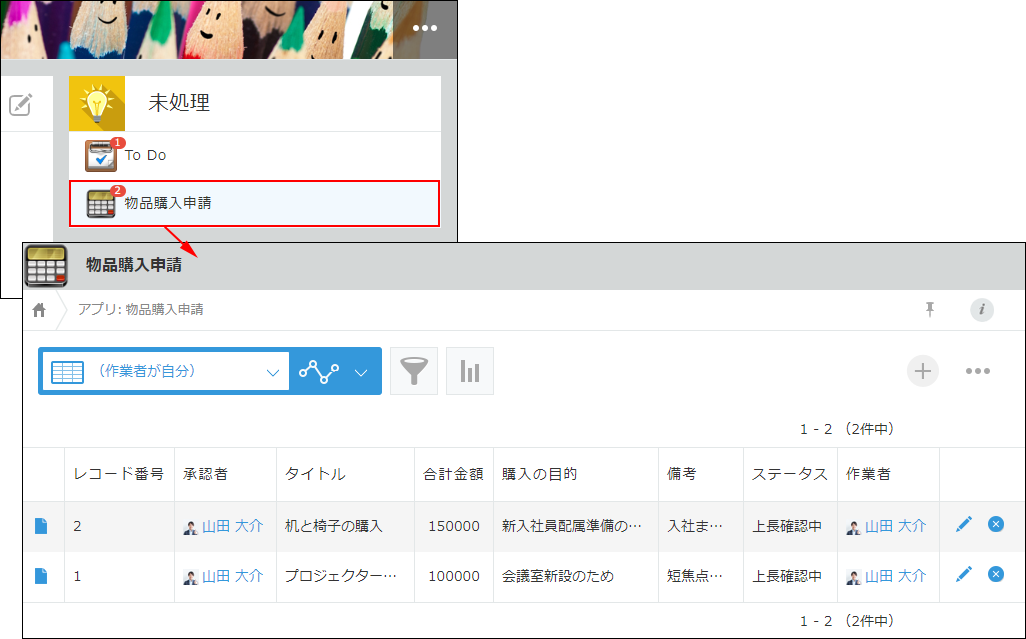 未処理
1
To Do
2
物品購入申請
物品購入申請
アプリ: 物品購入申請
(作業者が自分)
1 - 2 (2件中)
レコード番号 承認者 タイトル 合計金額 購入の目的 備考 ステータス 作業者
2 山田 大介 机と椅子の購入 150000 新入社員配属準備の… 入社ま… 上長確認中 山田 大介
1 山田 大介 プロジェクター… 100000 会議室新設のため 短焦点… 上長確認中 山田 大介
1 - 2 (2件中)